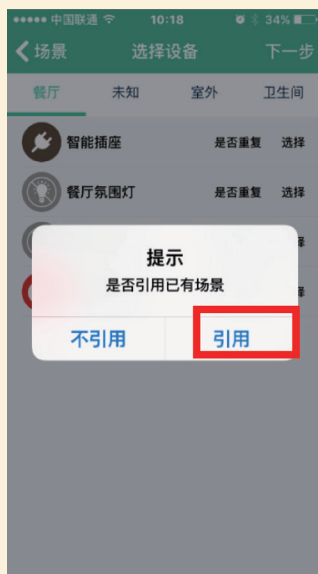 中国联通 10:18 34%
场景 选择设备 下一步
餐厅 未知 室外 卫生间
智能插座 是否重复 选择
餐厅氛围灯 是否重复 选择
提示
择
是否引用已有场景
择
不引用 引用